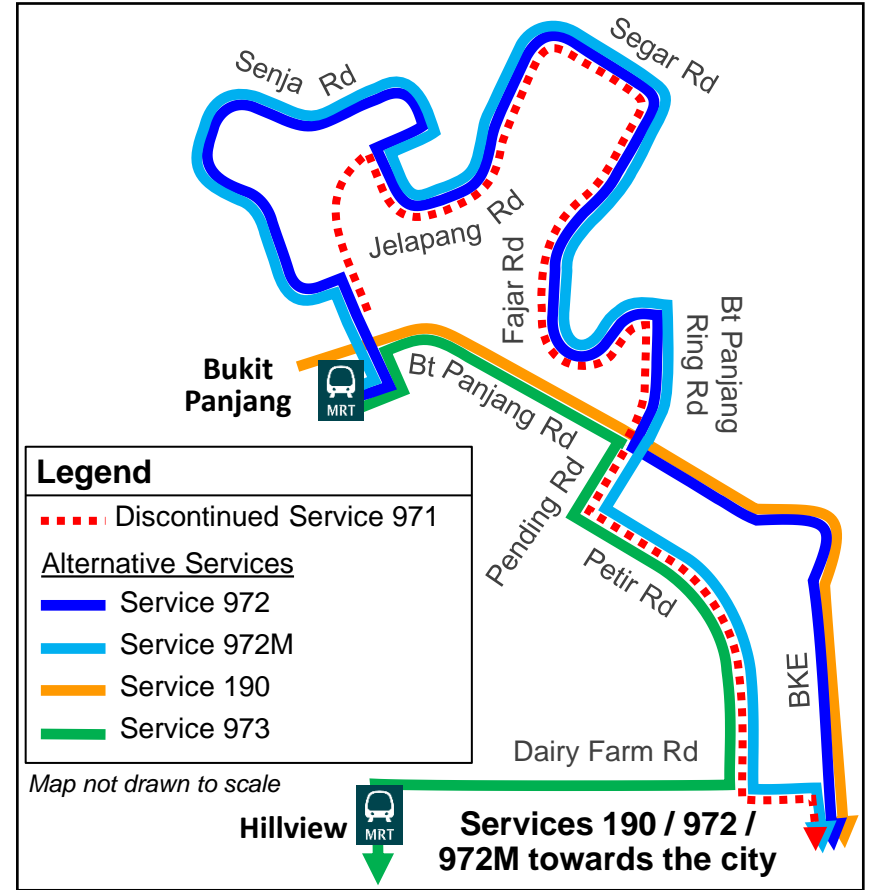 Senja Rd
Segar Rd
Jelapang Rd
Fajar Rd
Bt Panjang
Ring Rd
Bukit
Panjang
MRT
Bt Panjang Rd
Pending Rd
Petir Rd
BKE
Legend
Discontinued Service 971
Alternative Services
Service 972
Service 972M
Service 190
Service 973
Map not drawn to scale
Dairy Farm Rd
Hillview
MRT
Services 190 / 972 /
972M towards the city